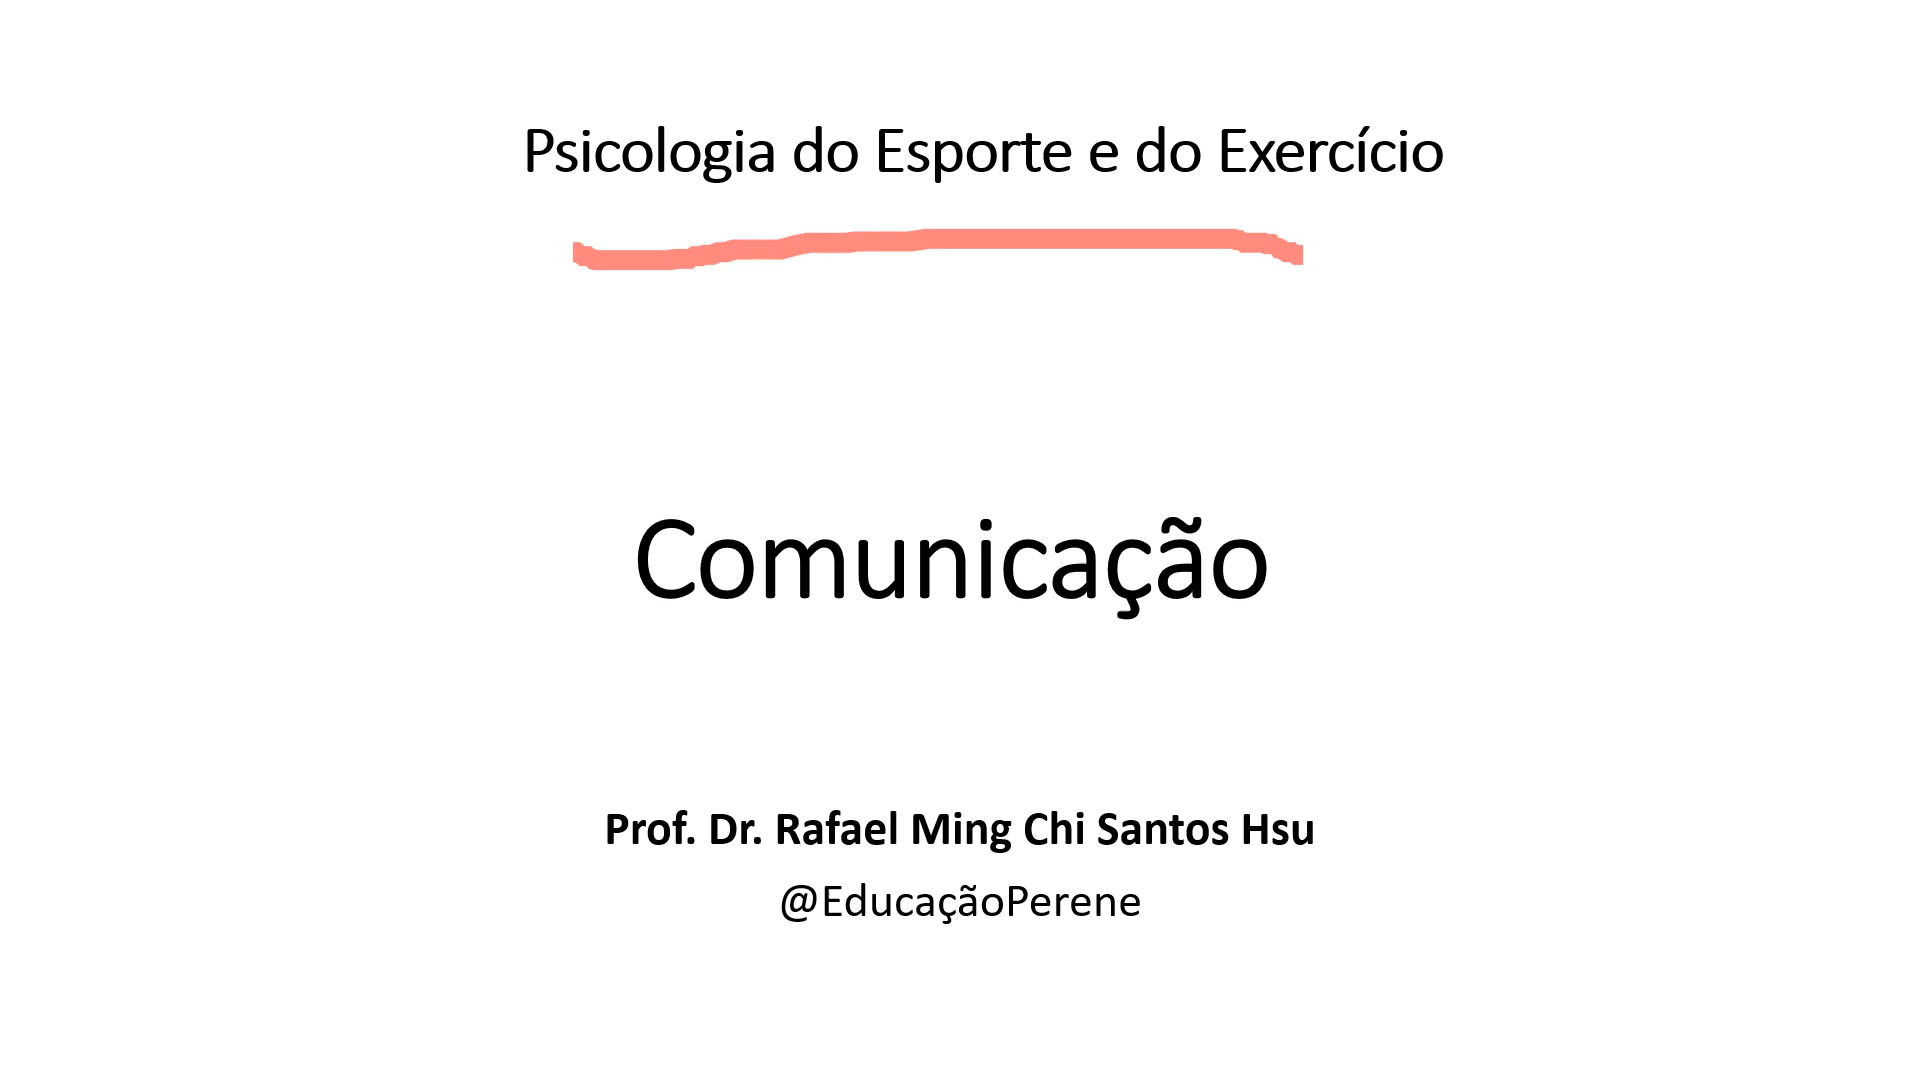 Psicologia do Esporte e do Exercício
Comunicação
Prof. Dr. Rafael Ming Chi Santos Hsu
@EducaçãoPerene